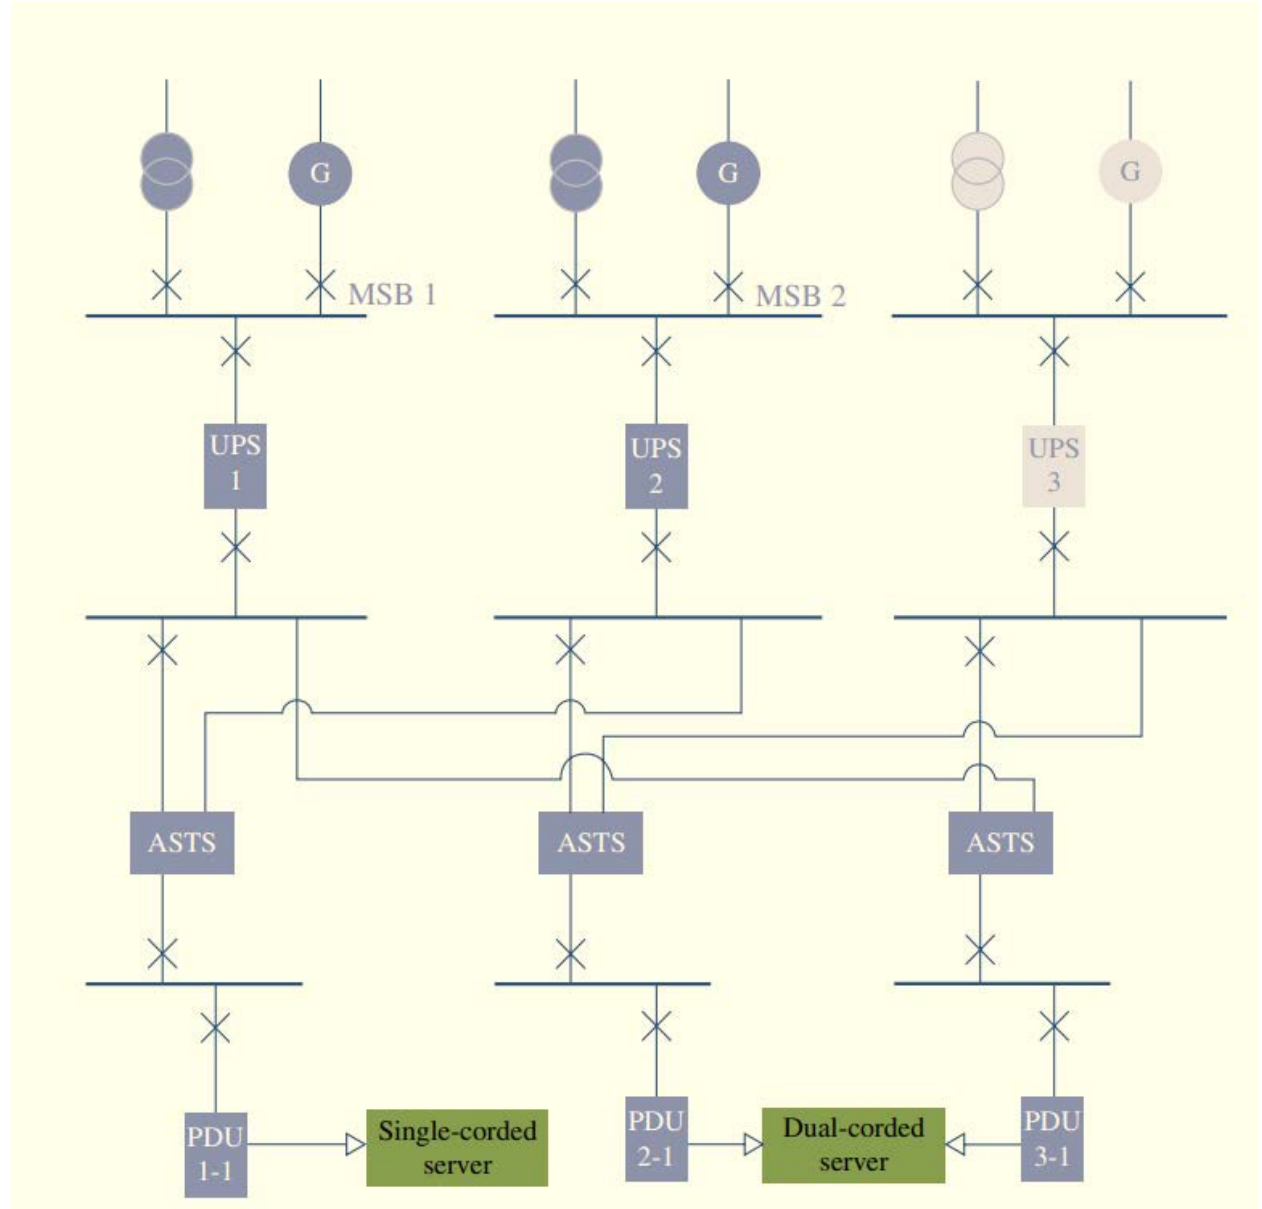 G
G
G
MSB 1
MSB 2
UPS
1
UPS
2
UPS
3
ASTS
ASTS
ASTS
PDU
1-1
Single-corded
server
PDU
2-1
Dual-corded
server
PDU
3-1